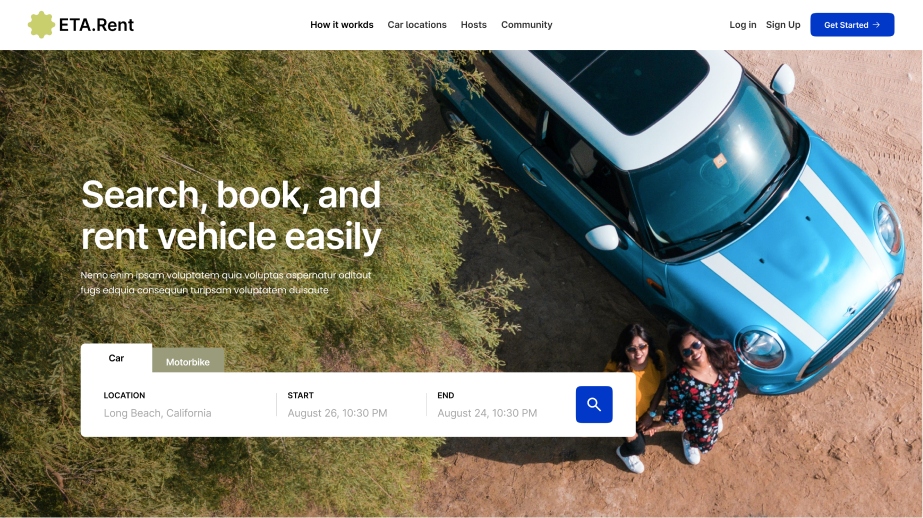 ETA.Rent
How it workds Car locations Hosts Community
Log in Sign Up Get Started →
Search, book, and
rent vehicle easily
Nemo enim ipsam voluptatem quia voluptas aspernatur oditaut
fugs edquia consequun turipsam voluptatem duisaute
Car
Motorbike
LOCATION START END
Long Beach, California August 26, 10:30 PM August 24, 10:30 PM